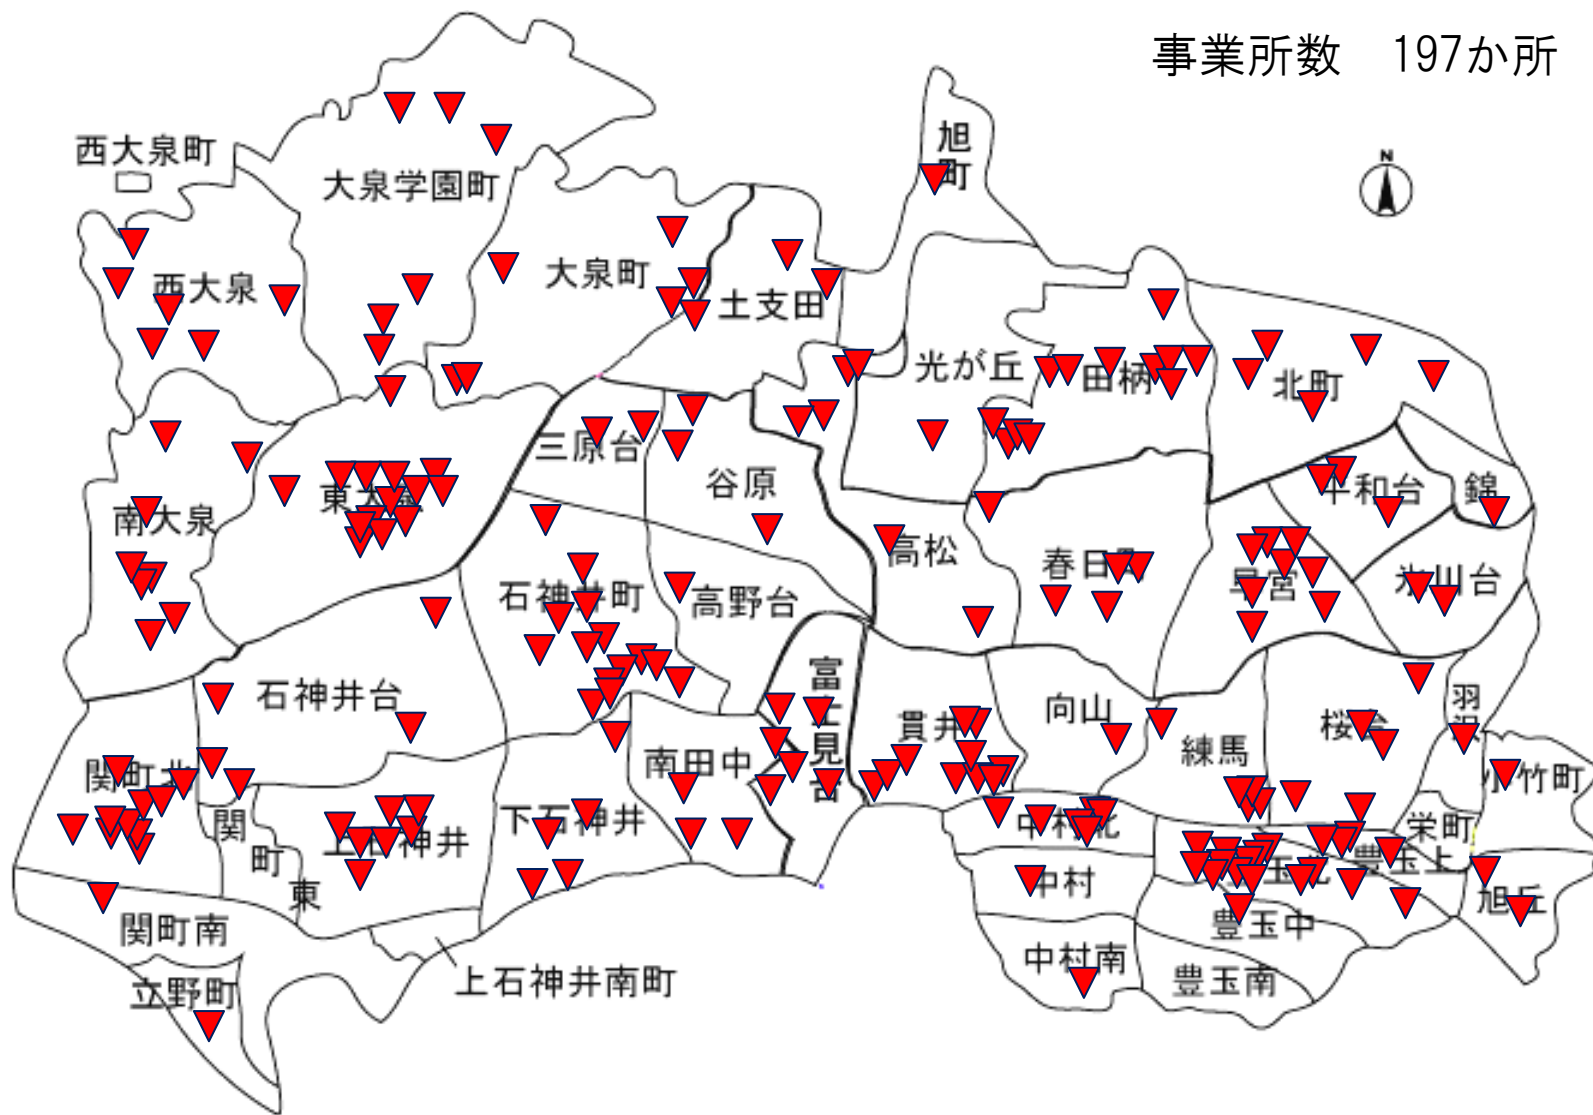 事業所数 197か所
N
旭町
西大泉町
大泉学園町
大泉町
西大泉
土支田
光が丘
田柄
北町
三原台
谷原
平和台
錦
南大泉
東大泉
高松
春日町
早宮
氷川台
石神井町
高野台
富士見台
石神井台
貫井
向山
練馬
桜台
羽沢
関町北
南田中
小竹町
関町東
上石神井
下石神井
中村北
豊玉北
豊玉上
栄町
中村
旭丘
関町南
豊玉中
中村南
豊玉南
立野町
上石神井南町